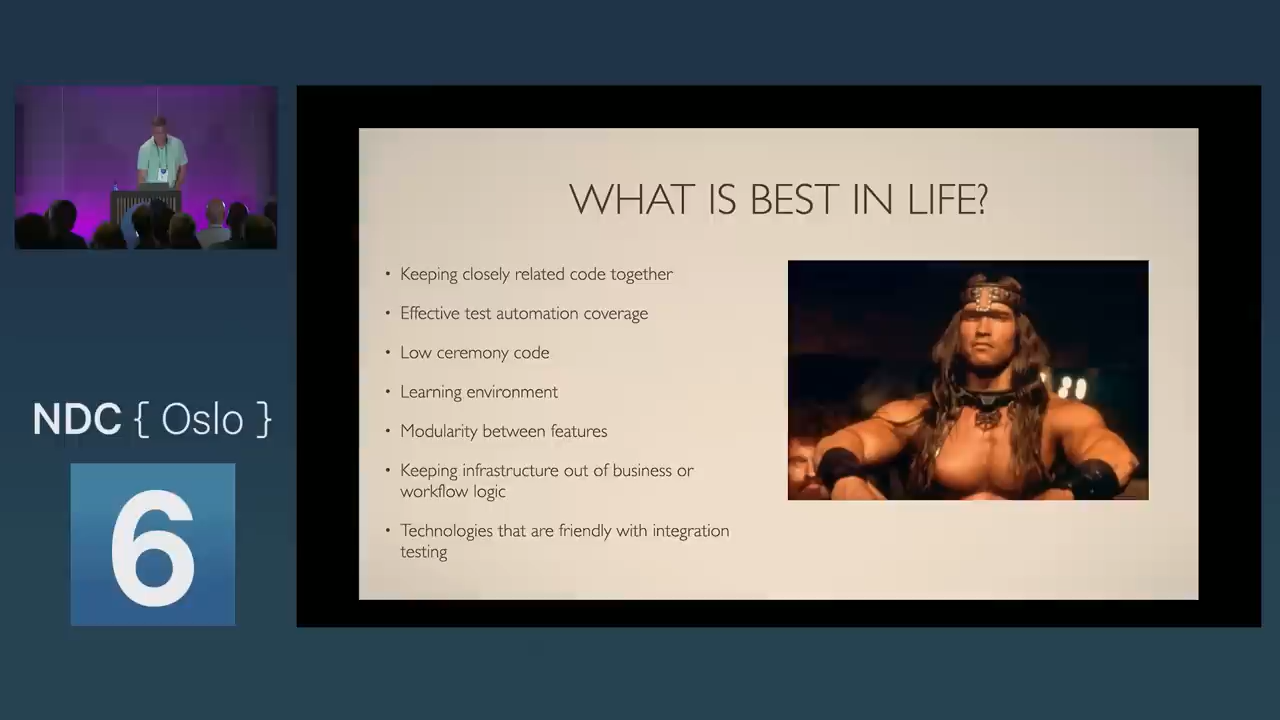 WHAT IS BEST IN LIFE?
• Keeping closely related code together
• Effective test automation coverage
• Low ceremony code
• Learning environment
• Modularity between features
• Keeping infrastructure out of business or
workflow logic
• Technologies that are friendly with integration
testing
NDC { Oslo }
6